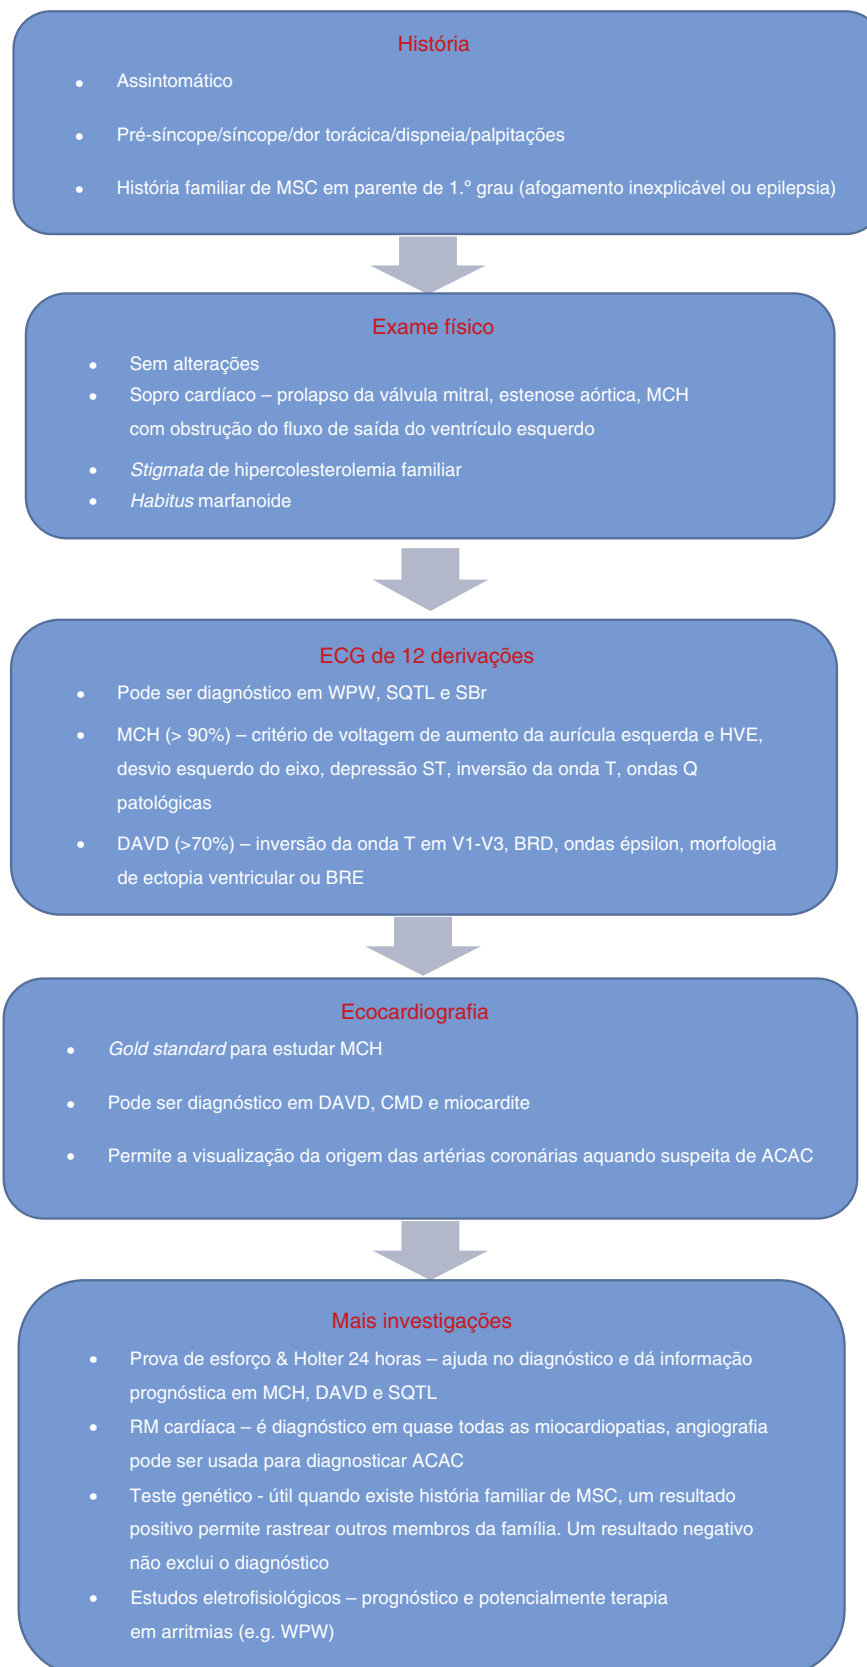 História
• Assintomático
• Pré-síncope/síncope/dor torácica/dispneia/palpitações
• História familiar de MSC em parente de 1.º grau (afogamento inexplicável ou epilepsia)
Exame físico
• Sem alterações
• Sopro cardíaco – prolapso da válvula mitral, estenose aórtica, MCH
com obstrução do fluxo de saída do ventrículo esquerdo
• Stigmata de hipercolesterolemia familiar
• Habitus marfanoide
ECG de 12 derivações
• Pode ser diagnóstico em WPW, SQTL e SBr
• MCH (> 90%) – critério de voltagem de aumento da aurícula esquerda e HVE,
desvio esquerdo do eixo, depressão ST, inversão da onda T, ondas Q
patológicas
• DAVD (>70%) – inversão da onda T em V1-V3, BRD, ondas épsilon, morfologia
de ectopia ventricular ou BRE
Ecocardiografia
• Gold standard para estudar MCH
• Pode ser diagnóstico em DAVD, CMD e miocardite
• Permite a visualização da origem das artérias coronárias aquando suspeita de ACAC
Mais investigações
• Prova de esforço & Holter 24 horas – ajuda no diagnóstico e dá informação
prognóstica em MCH, DAVD e SQTL
• RM cardíaca – é diagnóstico em quase todas as miocardiopatias, angiografia
pode ser usada para diagnosticar ACAC
• Teste genético - útil quando existe história familiar de MSC, um resultado
positivo permite rastrear outros membros da família. Um resultado negativo
não exclui o diagnóstico
• Estudos eletrofisiológicos – prognóstico e potencialmente terapia
em arritmias (e.g. WPW)